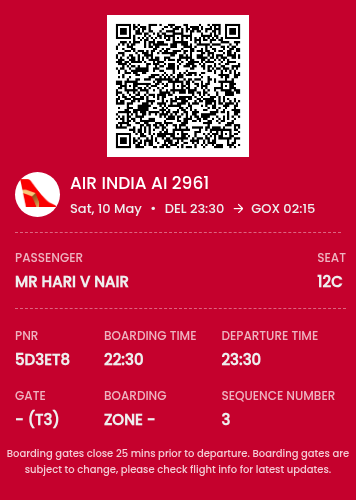 AIR INDIA AI 2961
Sat, 10 May • DEL 23:30 → GOX 02:15
PASSENGER SEAT
MR HARI V NAIR 12C
PNR BOARDING TIME DEPARTURE TIME
5D3ET8 22:30 23:30
GATE BOARDING SEQUENCE NUMBER
- (T3) ZONE - 3
Boarding gates close 25 mins prior to departure. Boarding gates are
subject to change, please check flight info for latest updates.